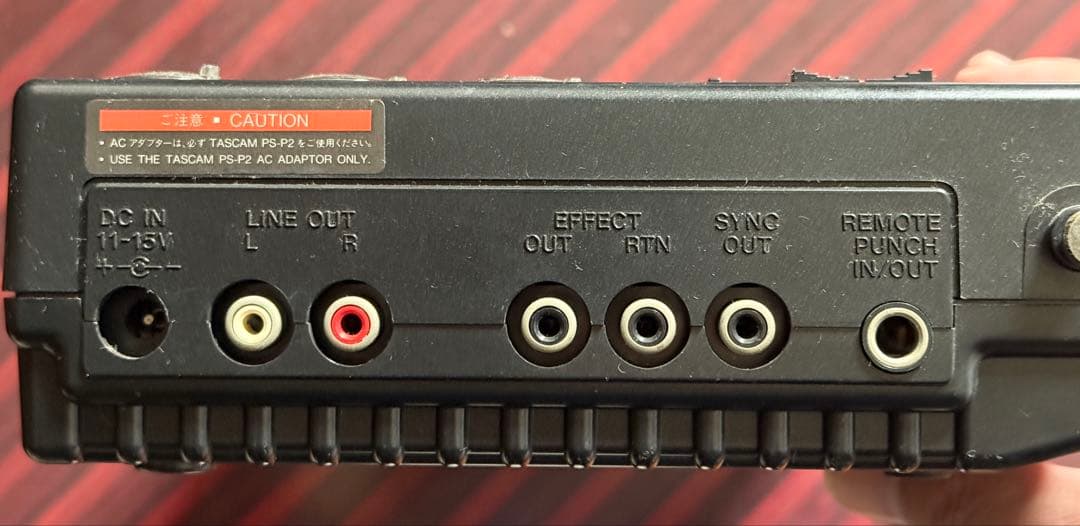 ご注意 ■ CAUTION
• ACアダプターは、必ず TASCAM PS-P2 をご使用ください。
• USE THE TASCAM PS-P2 AC ADAPTOR ONLY.
DC IN
11-15V
LINE OUT
L R
EFFECT
OUT RTN
SYNC
OUT
REMOTE
PUNCH
IN/OUT